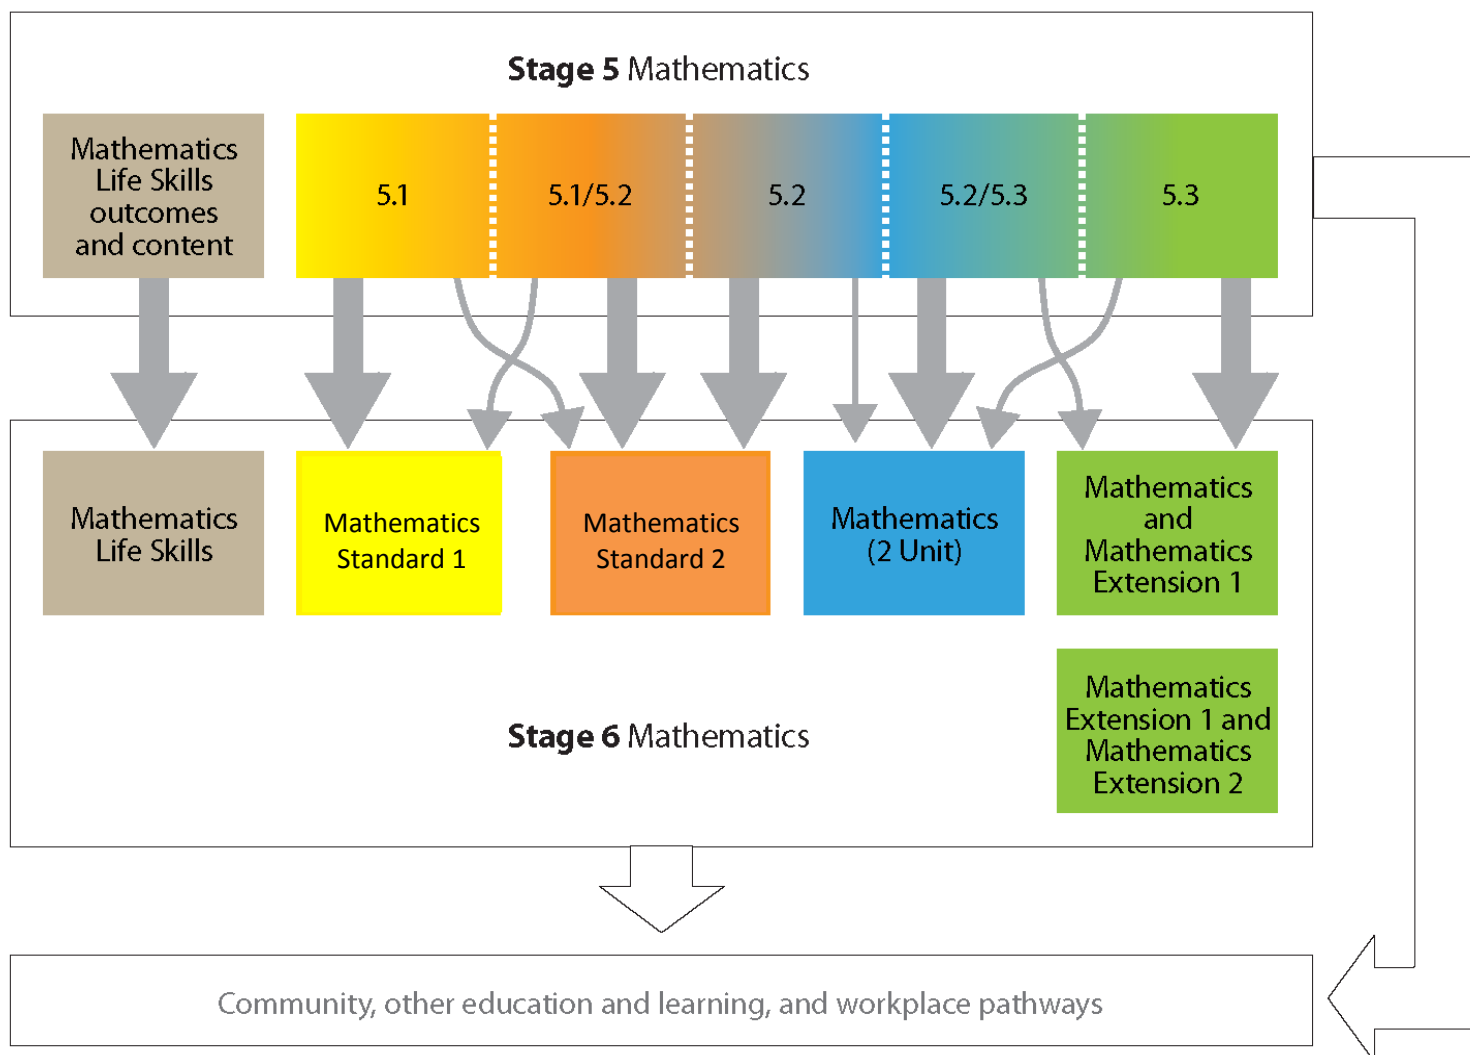 Stage 5 Mathematics
Mathematics
Life Skills
outcomes
and content
5.1
5.1/5.2
5.2
5.2/5.3
5.3
Mathematics
Life Skills
Mathematics
Standard 1
Mathematics
Standard 2
Mathematics
(2 Unit)
Mathematics
and
Mathematics
Extension 1
Mathematics
Extension 1 and
Mathematics
Extension 2
Stage 6 Mathematics
Community, other education and learning, and workplace pathways